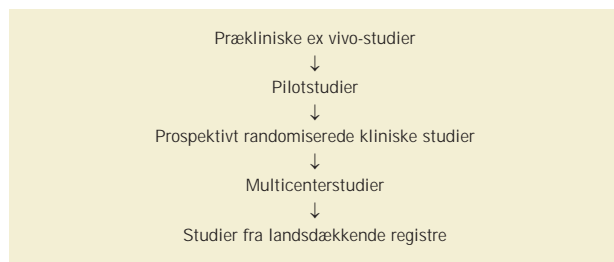 Prækliniske ex vivo-studier
↓
Pilotstudier
↓
Prospektivt randomiserede kliniske studier
↓
Multicenterstudier
↓
Studier fra landsdækkende registre